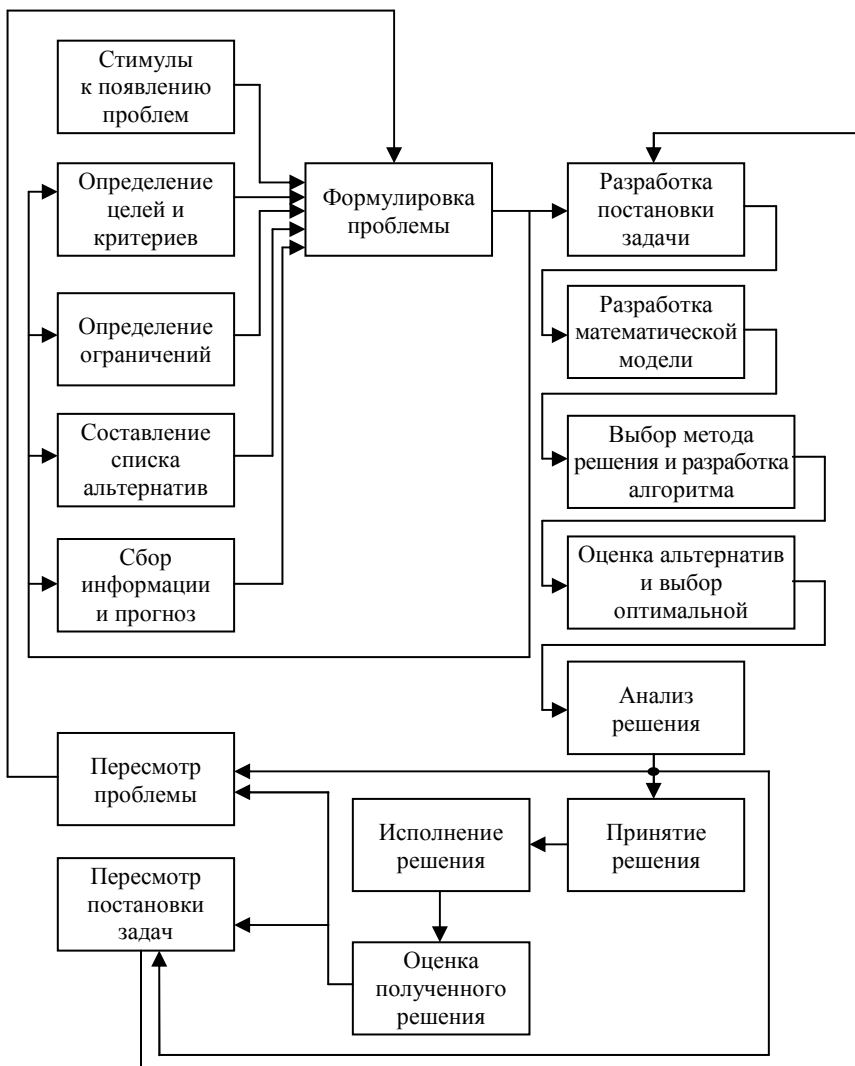 Стимулы
к появлению
проблем
Определение
целей и
критериев
Определение
ограничений
Составление
списка
альтернатив
Сбор
информации
и прогноз
Формулировка
проблемы
Разработка
постановки
задачи
Разработка
математической
модели
Выбор метода
решения и разработка
алгоритма
Оценка альтернатив
и выбор
оптимальной
Анализ
решения
Принятие
решения
Исполнение
решения
Оценка
полученного
решения
Пересмотр
проблемы
Пересмотр
постановки
задач